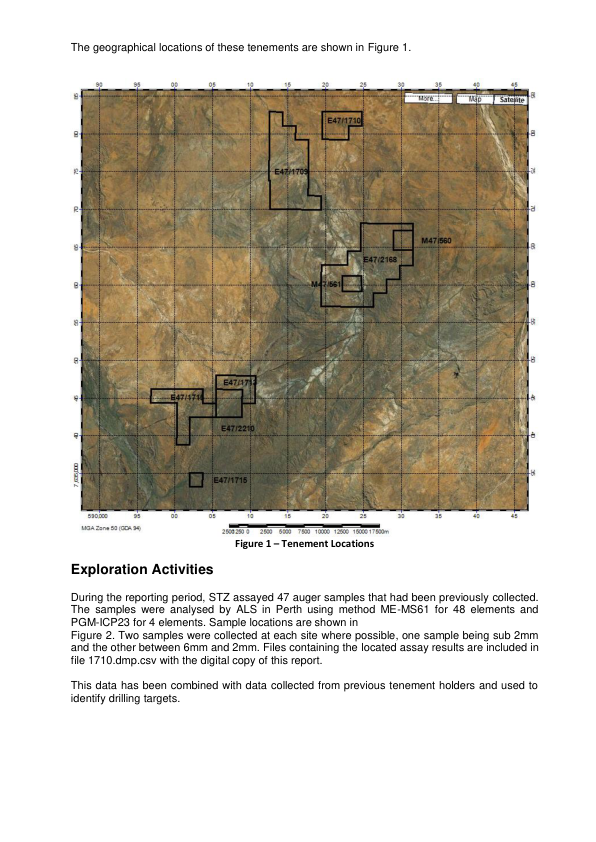 The geographical locations of these tenements are shown in Figure 1.
90 95 00 05 10 15 20 25 30 35 40 45
More... Map Satellite
E47/1710
E47/1709
M47/560
E47/2168
M47/561
E47/1717
E47/2210
E47/1715
7,635,000
590,000 95 00 05 10 15 20 25 30 35 40 45
MGA Zone 50 (GDA 94)
2500 1250 0 2500 5000 7500 10000 12500 15000 17500m
Figure 1 – Tenement Locations
Exploration Activities
During the reporting period, STZ assayed 47 auger samples that had been previously collected.
The samples were analysed by ALS in Perth using method ME-MS61 for 48 elements and
PGM-ICP23 for 4 elements. Sample locations are shown in
Figure 2. Two samples were collected at each site where possible, one sample being sub 2mm
and the other between 6mm and 2mm. Files containing the located assay results are included in
file 1710.dmp.csv with the digital copy of this report.
This data has been combined with data collected from previous tenement holders and used to
identify drilling targets.